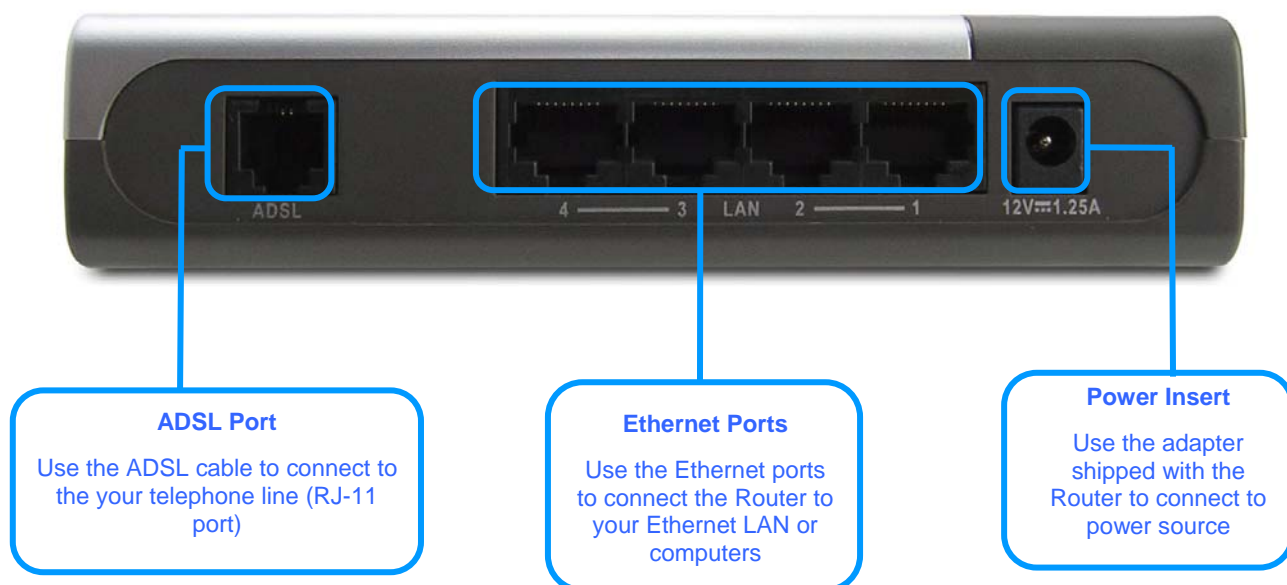 ADSL
4 3 LAN 2 1
12V⎓1.25A
ADSL Port
Use the ADSL cable to connect to
the your telephone line (RJ-11
port)
Ethernet Ports
Use the Ethernet ports
to connect the Router to
your Ethernet LAN or
computers
Power Insert
Use the adapter
shipped with the
Router to connect to
power source